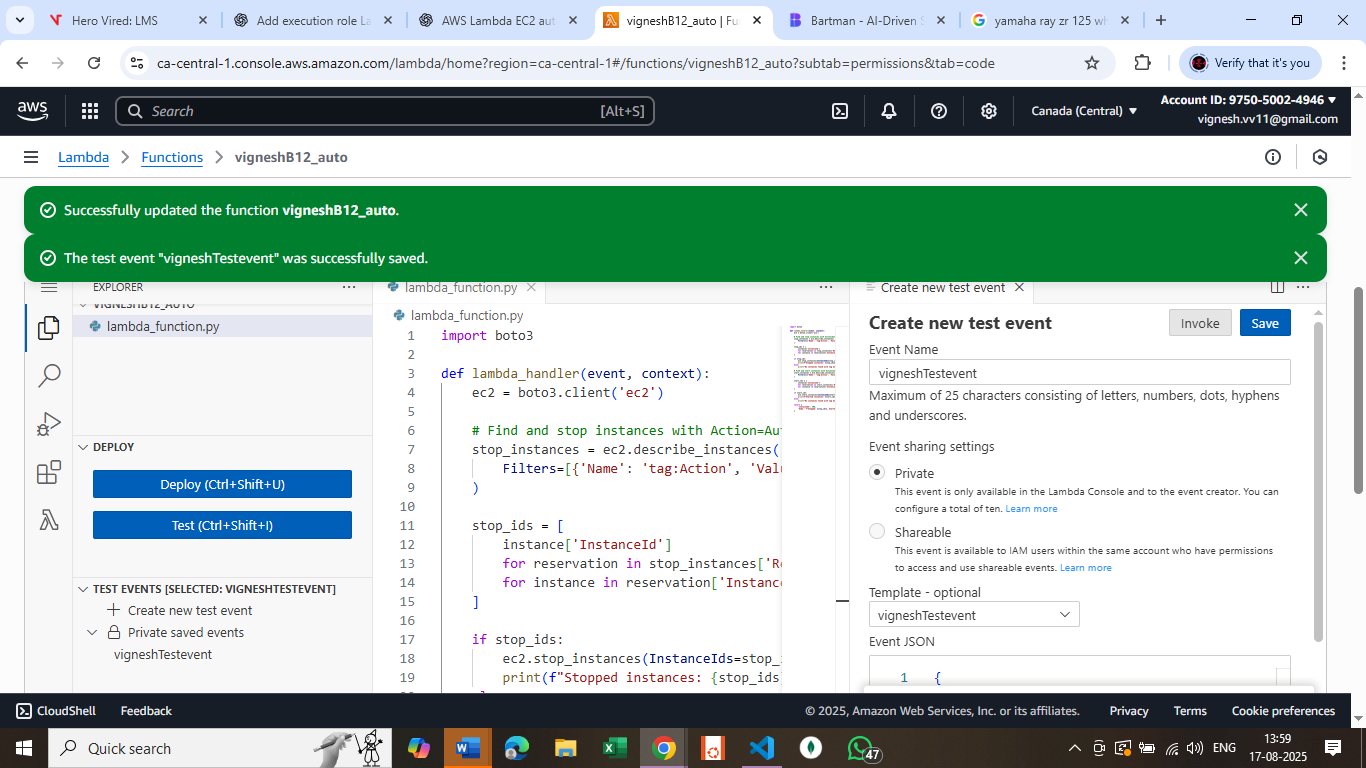 Hero Vired: LMS
Add execution role La
AWS Lambda EC2 aut
vigneshB12_auto | Fu
Bartman - AI-Driven S
yamaha ray zr 125 wh
ca-central-1.console.aws.amazon.com/lambda/home?region=ca-central-1#/functions/vigneshB12_auto?subtab=permissions&tab=code
Verify that it's you
aws
Search
[Alt+S]
Canada (Central)
Account ID: 9750-5002-4946
vignesh.vv11@gmail.com
Lambda
Functions
vigneshB12_auto
Successfully updated the function vigneshB12_auto.
The test event "vigneshTestevent" was successfully saved.
EXPLORER
VIGNESHB12_AUTO
lambda_function.py
DEPLOY
Deploy (Ctrl+Shift+U)
Test (Ctrl+Shift+I)
TEST EVENTS [SELECTED: VIGNESHTESTEVENT]
Create new test event
Private saved events
vigneshTestevent
lambda_function.py
lambda_function.py
1 import boto3
2
3 def lambda_handler(event, context):
4 ec2 = boto3.client('ec2')
5
6 # Find and stop instances with Action=Au
7 stop_instances = ec2.describe_instances(
8 Filters=[{'Name': 'tag:Action', 'Val
9 )
10
11 stop_ids = [
12 instance['InstanceId']
13 for reservation in stop_instances['Re
14 for instance in reservation['Instance
15 ]
16
17 if stop_ids:
18 ec2.stop_instances(InstanceIds=stop_
19 print(f"Stopped instances: {stop_ids
Create new test event
Create new test event
Invoke
Save
Event Name
vigneshTestevent
Maximum of 25 characters consisting of letters, numbers, dots, hyphens
and underscores.
Event sharing settings
Private
This event is only available in the Lambda Console and to the event creator. You can
configure a total of ten. Learn more
Shareable
This event is available to IAM users within the same account who have permissions
to access and use shareable events. Learn more
Template - optional
vigneshTestevent
Event JSON
1 {
CloudShell
Feedback
© 2025, Amazon Web Services, Inc. or its affiliates.
Privacy
Terms
Cookie preferences
Quick search
47
ENG
13:59
17-08-2025